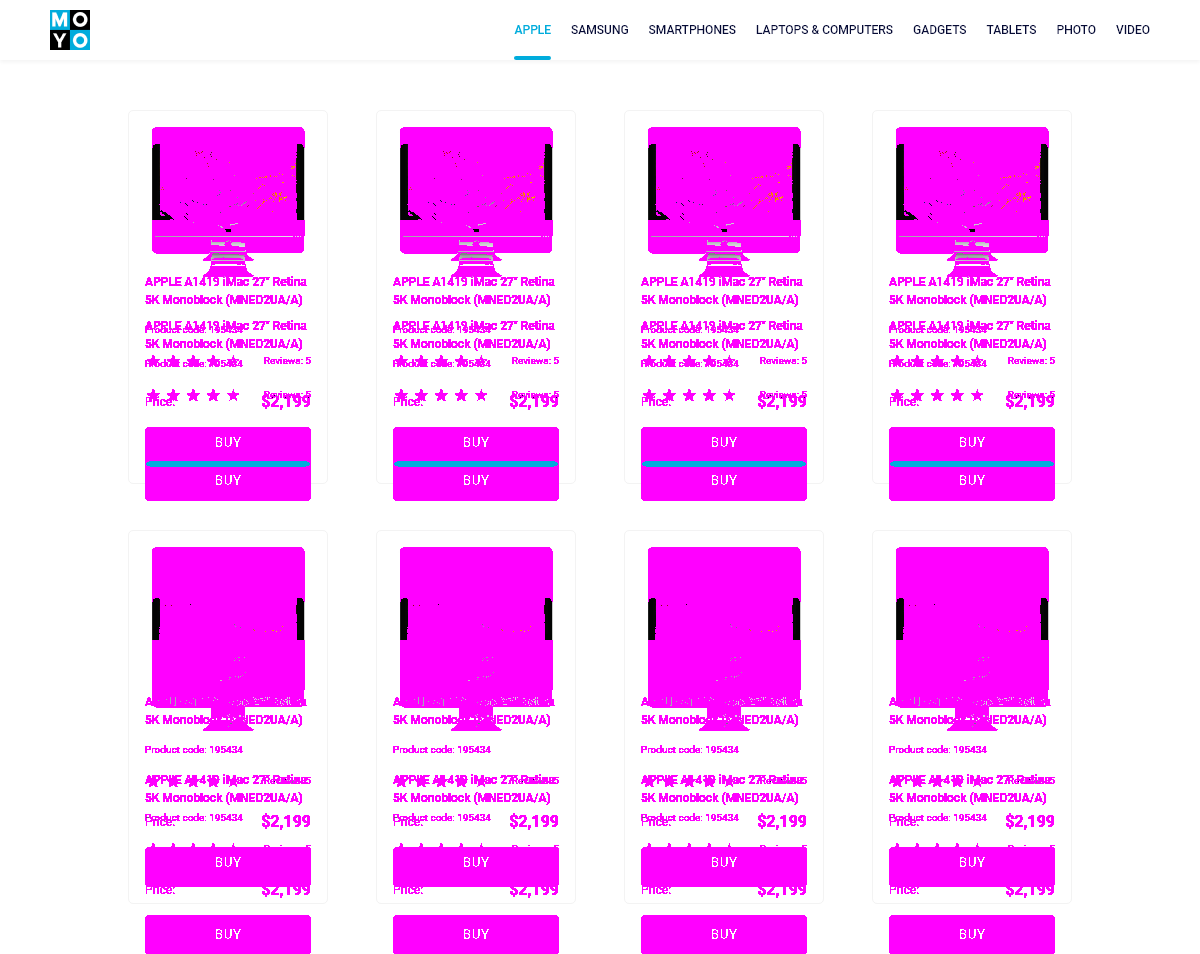 MO
YO
APPLE SAMSUNG SMARTPHONES LAPTOPS & COMPUTERS GADGETS TABLETS PHOTO VIDEO
APPLE A1419 iMac 27" Retina APPLE A1419 iMac 27" Retina APPLE A1419 iMac 27" Retina APPLE A1419 iMac 27" Retina
5K Monoblock (MNED2UA/A) 5K Monoblock (MNED2UA/A) 5K Monoblock (MNED2UA/A) 5K Monoblock (MNED2UA/A)
APPLE A1419 iMac 27" Retina APPLE A1419 iMac 27" Retina APPLE A1419 iMac 27" Retina APPLE A1419 iMac 27" Retina
Product code: 195434 Product code: 195434 Product code: 195434 Product code: 195434
5K Monoblock (MNED2UA/A) 5K Monoblock (MNED2UA/A) 5K Monoblock (MNED2UA/A) 5K Monoblock (MNED2UA/A)
Reviews: 5 Reviews: 5 Reviews: 5 Reviews: 5
Product code: 195434 Product code: 195434 Product code: 195434 Product code: 195434
Reviews: 5 Reviews: 5 Reviews: 5 Reviews: 5
Price: $2,199 Price: $2,199 Price: $2,199 Price: $2,199
BUY BUY BUY BUY
BUY BUY BUY BUY
5K Monoblock (MNED2UA/A) 5K Monoblock (MNED2UA/A) 5K Monoblock (MNED2UA/A) 5K Monoblock (MNED2UA/A)
Product code: 195434 Product code: 195434 Product code: 195434 Product code: 195434
APPLE A1419 iMac 27" Retina APPLE A1419 iMac 27" Retina APPLE A1419 iMac 27" Retina APPLE A1419 iMac 27" Retina
5K Monoblock (MNED2UA/A) 5K Monoblock (MNED2UA/A) 5K Monoblock (MNED2UA/A) 5K Monoblock (MNED2UA/A)
Product code: 195434 Product code: 195434 Product code: 195434 Product code: 195434
Price: $2,199 Price: $2,199 Price: $2,199 Price: $2,199
BUY BUY BUY BUY
Price: $2,199 Price: $2,199 Price: $2,199 Price: $2,199
BUY BUY BUY BUY